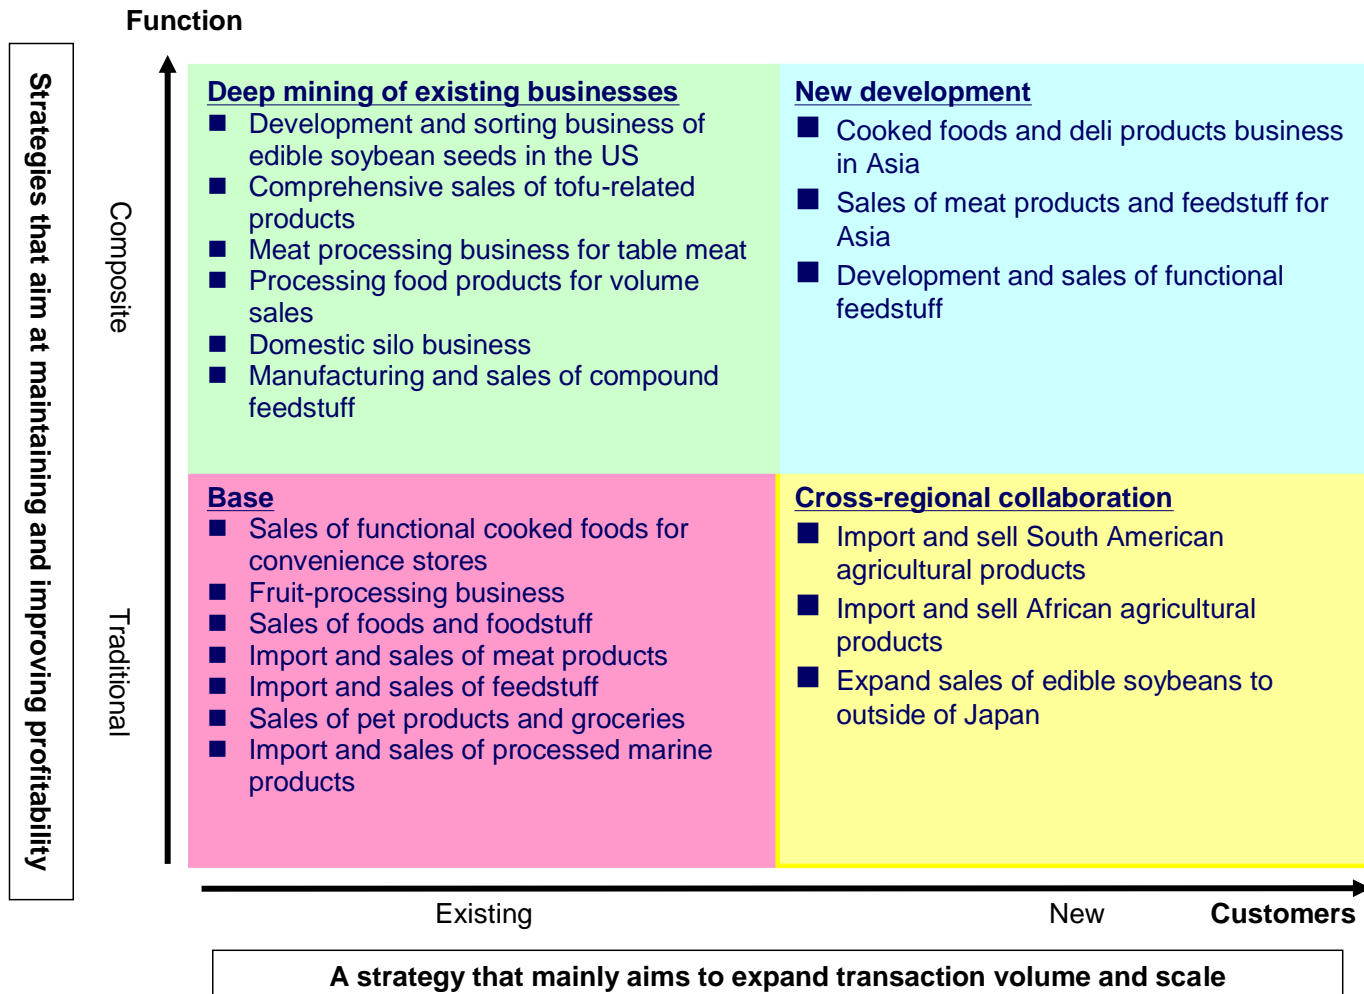 Function
Strategies that aim at maintaining and improving profitability
Composite
Traditional
Deep mining of existing businesses
■ Development and sorting business of
edible soybean seeds in the US
■ Comprehensive sales of tofu-related
products
■ Meat processing business for table meat
■ Processing food products for volume
sales
■ Domestic silo business
■ Manufacturing and sales of compound
feedstuff
New development
■ Cooked foods and deli products business
in Asia
■ Sales of meat products and feedstuff for
Asia
■ Development and sales of functional
feedstuff
Base
■ Sales of functional cooked foods for
convenience stores
■ Fruit-processing business
■ Sales of foods and foodstuff
■ Import and sales of meat products
■ Import and sales of feedstuff
■ Sales of pet products and groceries
■ Import and sales of processed marine
products
Cross-regional collaboration
■ Import and sell South American
agricultural products
■ Import and sell African agricultural
products
■ Expand sales of edible soybeans to
outside of Japan
Existing
New
Customers
A strategy that mainly aims to expand transaction volume and scale